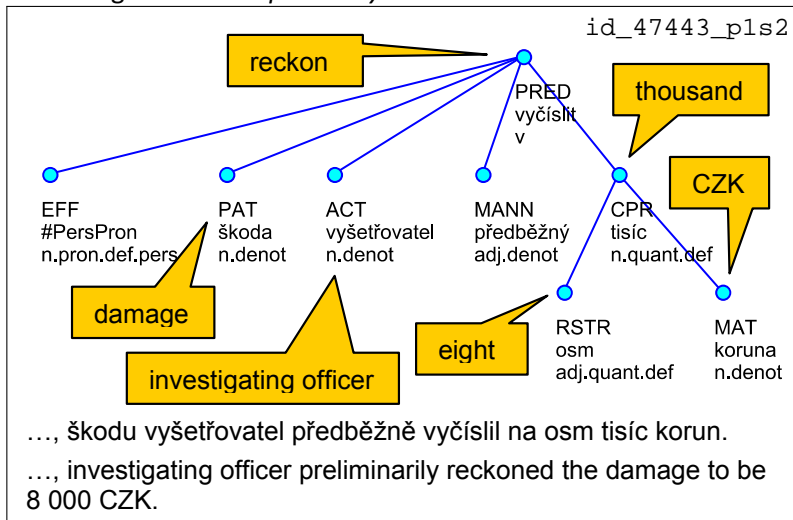 id_47443_p1s2
reckon
PRED
vyčíslit
v
thousand
CZK
EFF
#PersPron
n.pron.def.pers
PAT
škoda
n.denot
ACT
vyšetřovatel
n.denot
MANN
předběžný
adj.denot
CPR
tisíc
n.quant.def
damage
investigating officer
eight
RSTR
osm
adj.quant.def
MAT
koruna
n.denot
…, škodu vyšetřovatel předběžně vyčíslil na osm tisíc korun.
…, investigating officer preliminarily reckoned the damage to be
8 000 CZK.